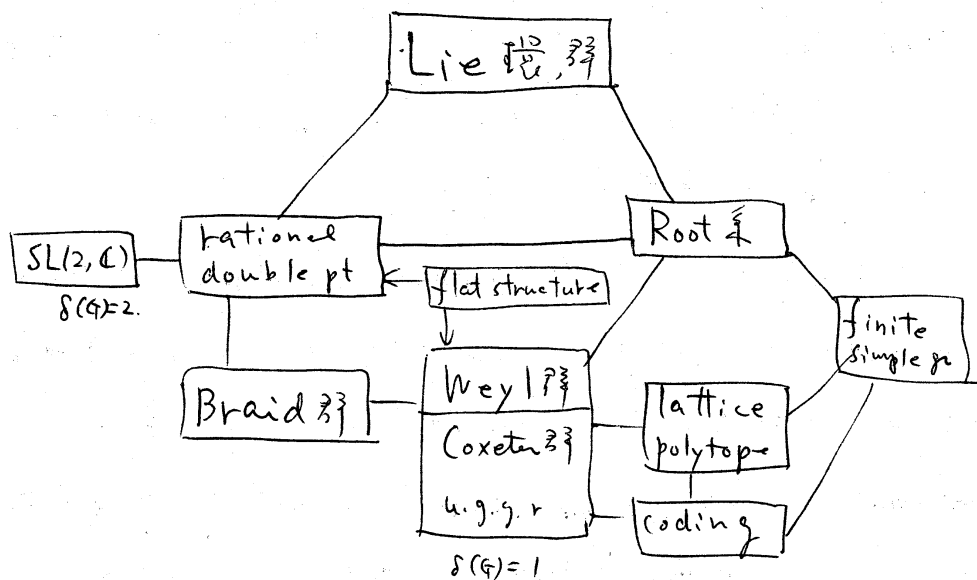 Lie 環, 群
Root 系
rational
double pt
SL(2, ℂ)
δ(G)=2.
flat structure
finite
simple gr
Weyl 群
Braid 群
lattice
polytope
Coxeter 群
u.g.g.r ...
coding
δ(G)=1